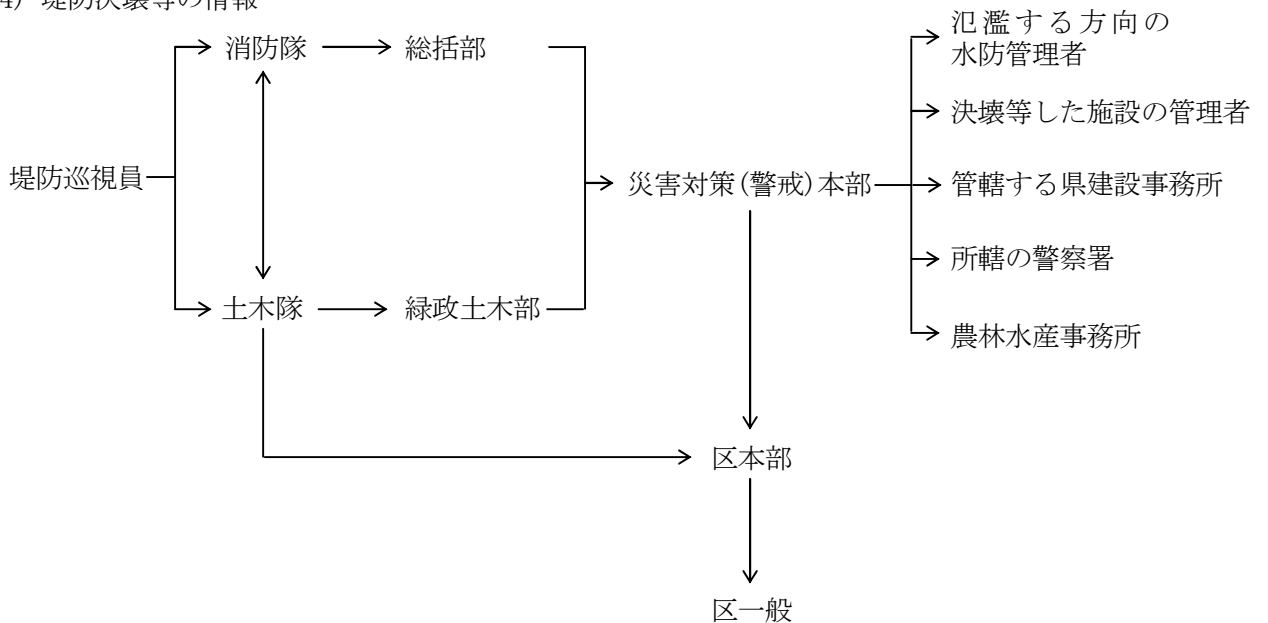 4) 堤防決壊等の情報
消防隊
総括部
氾濫する方向の
水防管理者
決壊等した施設の管理者
堤防巡視員
災害対策(警戒)本部
管轄する県建設事務所
所轄の警察署
土木隊
緑政土木部
農林水産事務所
区本部
区一般